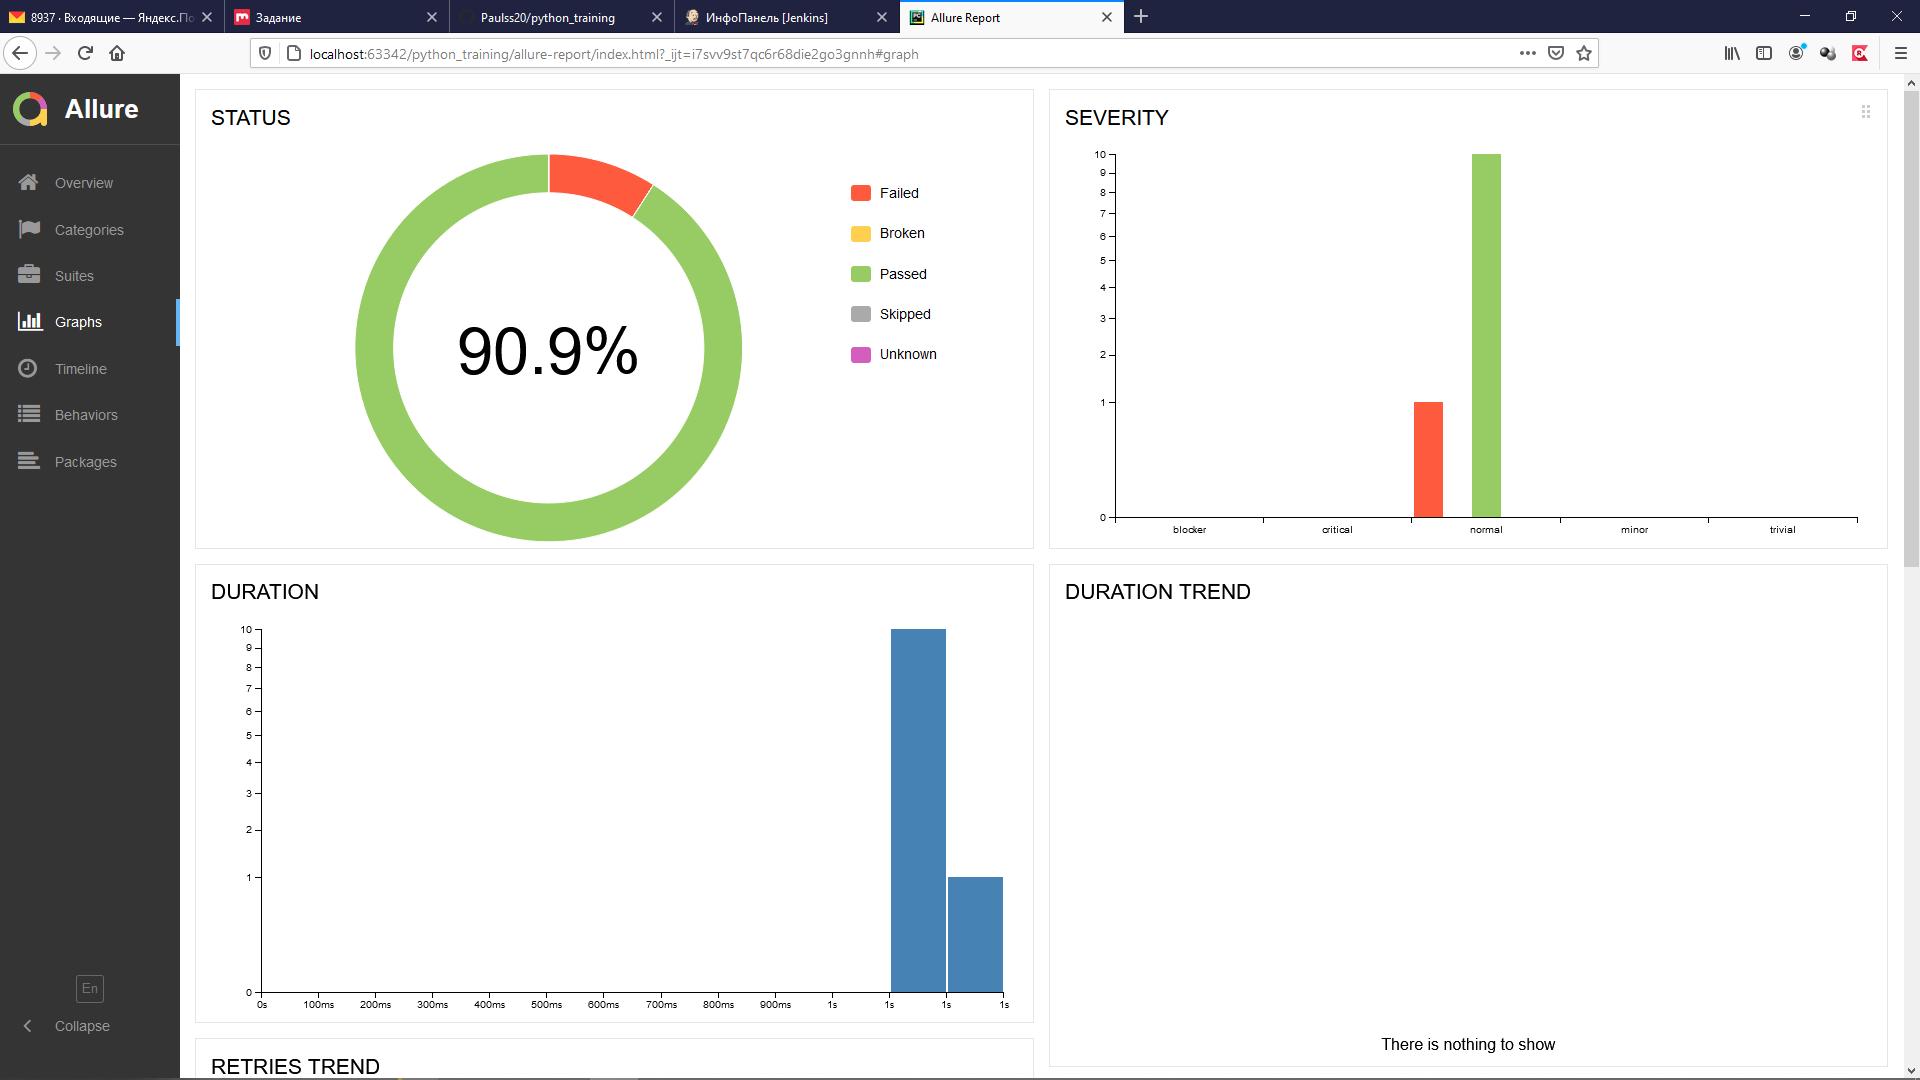 8937 · Входящие — Яндекс.По
Задание
Paulss20/python_training
ИнфоПанель [Jenkins]
Allure Report
localhost:63342/python_training/allure-report/index.html?_ijt=i7svv9st7qc6r68die2go3gnnh#graph
Allure
Overview
Categories
Suites
Graphs
Timeline
Behaviors
Packages
En
Collapse
STATUS
90.9%
Failed
Broken
Passed
Skipped
Unknown
SEVERITY
10
9
8
7
6
5
4
3
2
1
0
blocker critical normal minor trivial
DURATION
10
9
8
7
6
5
4
3
2
1
0
0s 100ms 200ms 300ms 400ms 500ms 600ms 700ms 800ms 900ms 1s 1s 1s 1s
DURATION TREND
There is nothing to show
RETRIES TREND